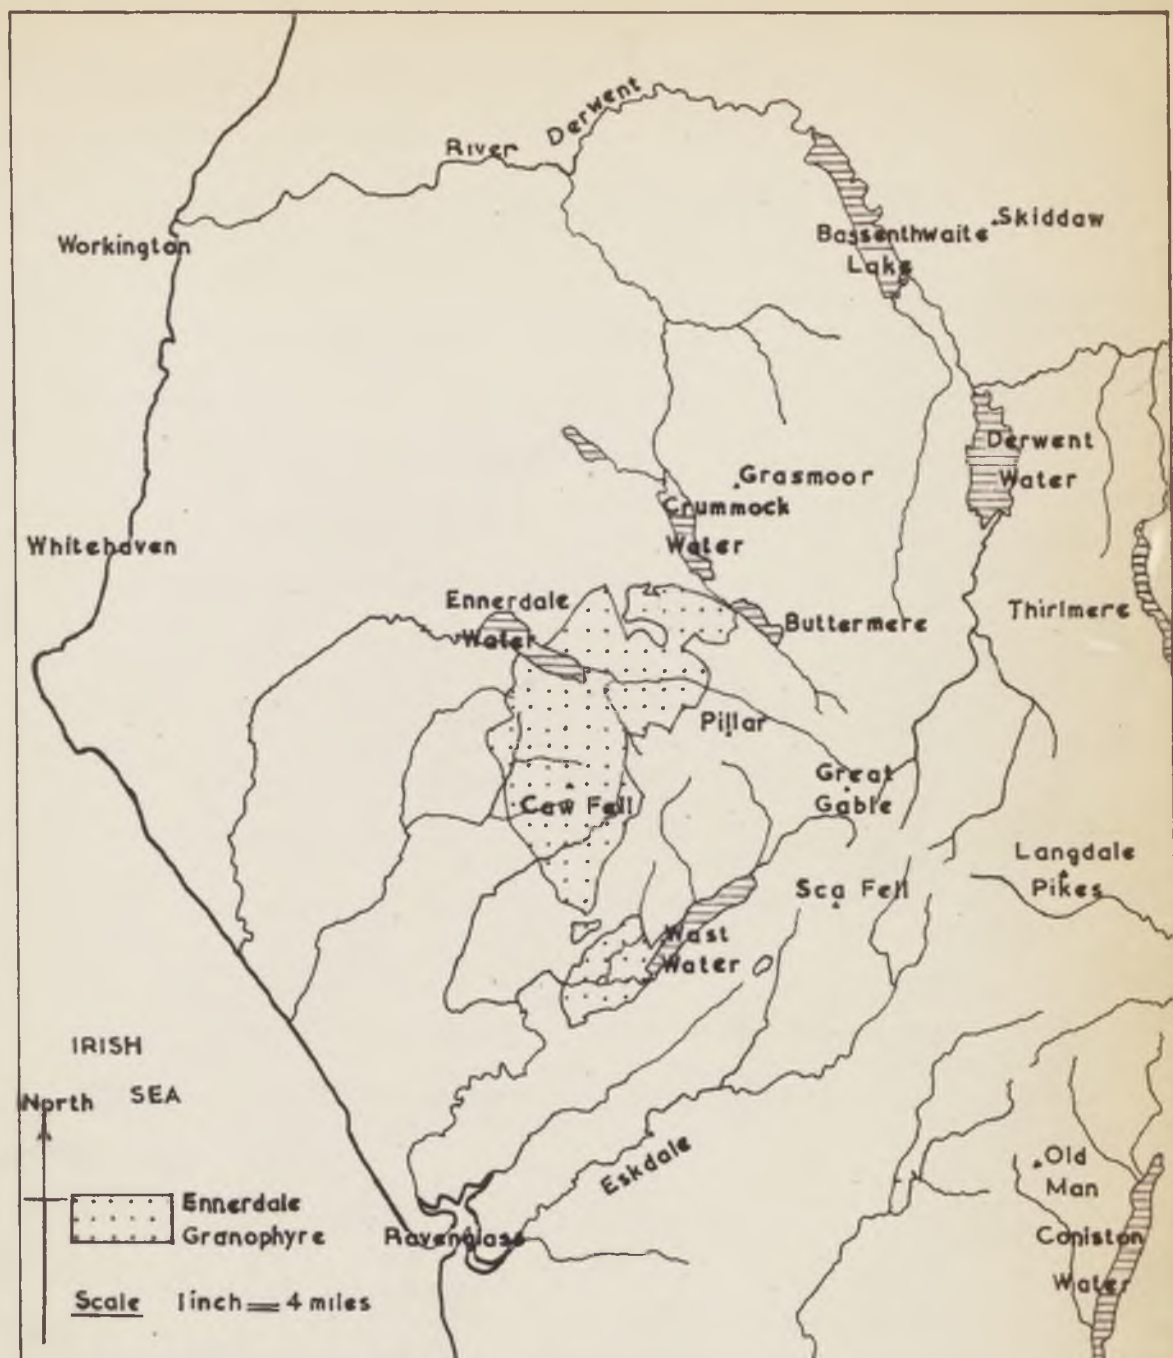 River Derwent
Workington
Bassenthwaite
Lake
Skiddaw
Derwent
Water
Grasmoor
Crummock
Water
Whitehaven
Ennerdale
Water
Buttermere
Thirlmere
Pillar
Great
Gable
Caw Fell
Langdale
Pikes
Sca Fell
Wast
Water
IRISH
SEA
North
Eskdale
Old
Man
Coniston
Water
Ravenglass
Ennerdale
Granophyre
Scale 1 inch = 4 miles